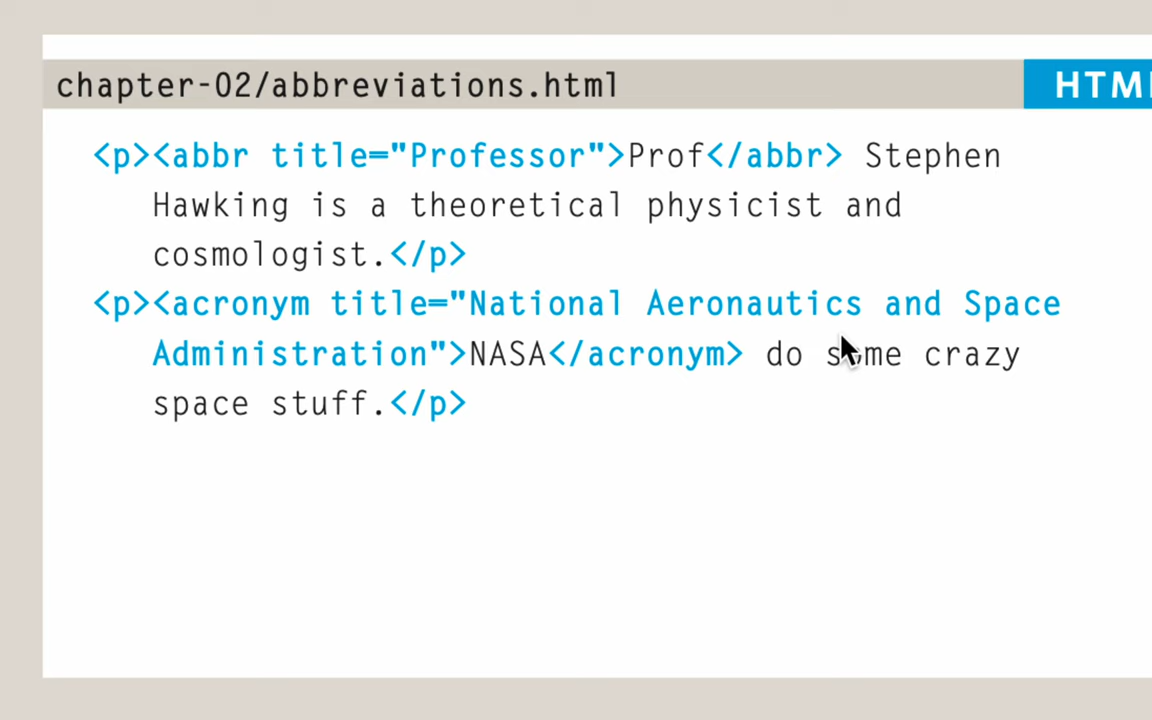 chapter-02/abbreviations.html
HTML
<p><abbr title="Professor">Prof</abbr> Stephen
Hawking is a theoretical physicist and
cosmologist.</p>
<p><acronym title="National Aeronautics and Space
Administration">NASA</acronym> do some crazy
space stuff.</p>